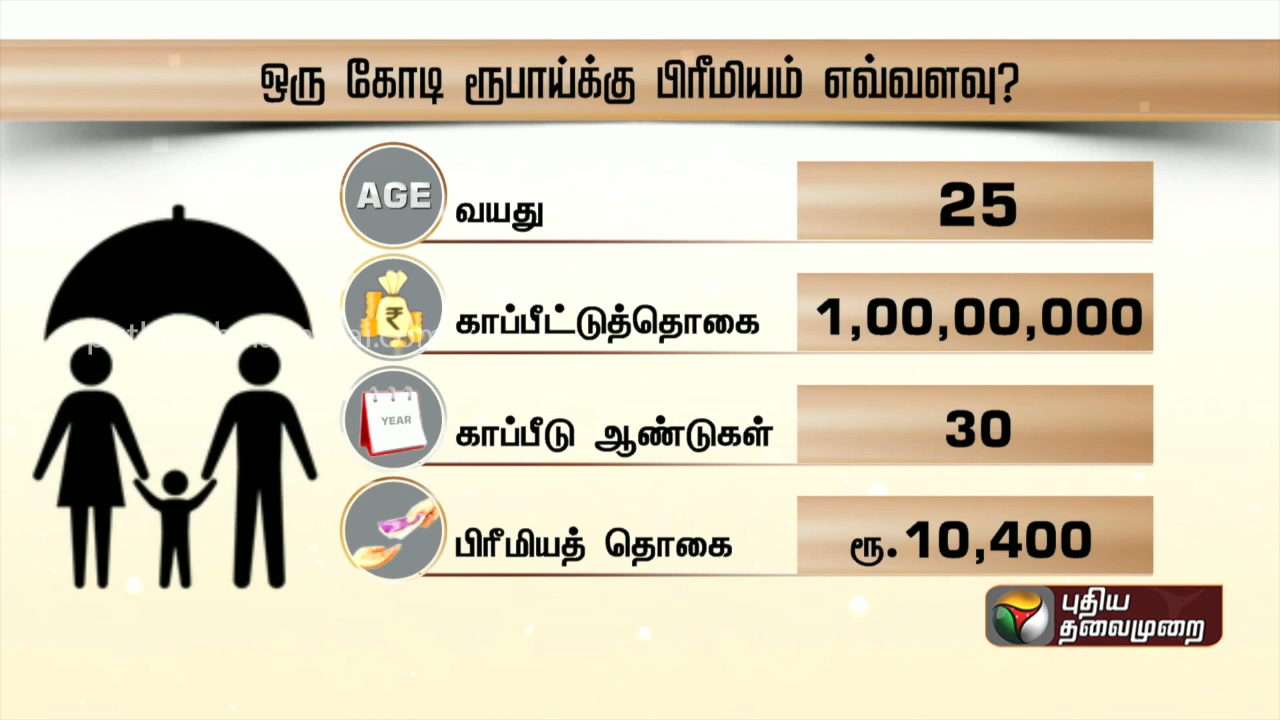 ஒரு கோடி ரூபாய்க்கு பிரீமியம் எவ்வளவு?
AGE வயது 25
₹ காப்பீட்டுத்தொகை 1,00,00,000
YEAR காப்பீடு ஆண்டுகள் 30
பிரீமியத் தொகை ரூ.10,400
புதிய
தலைமுறை